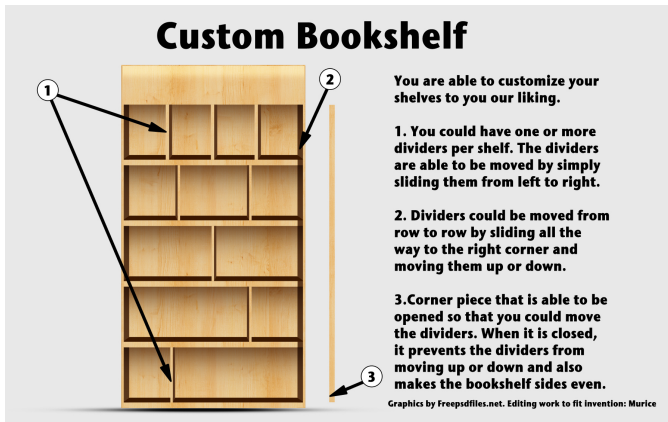 Custom Bookshelf
1
2
You are able to customize your
shelves to you our liking.
1. You could have one or more
dividers per shelf. The dividers
are able to be moved by simply
sliding them from left to right.
2. Dividers could be moved from
row to row by sliding all the
way to the right corner and
moving them up or down.
3.Corner piece that is able to be
opened so that you could move
the dividers. When it is closed,
it prevents the dividers from
moving up or down and also
makes the bookshelf sides even.
3
Graphics by Freepsdfiles.net. Editing work to fit invention: Murice